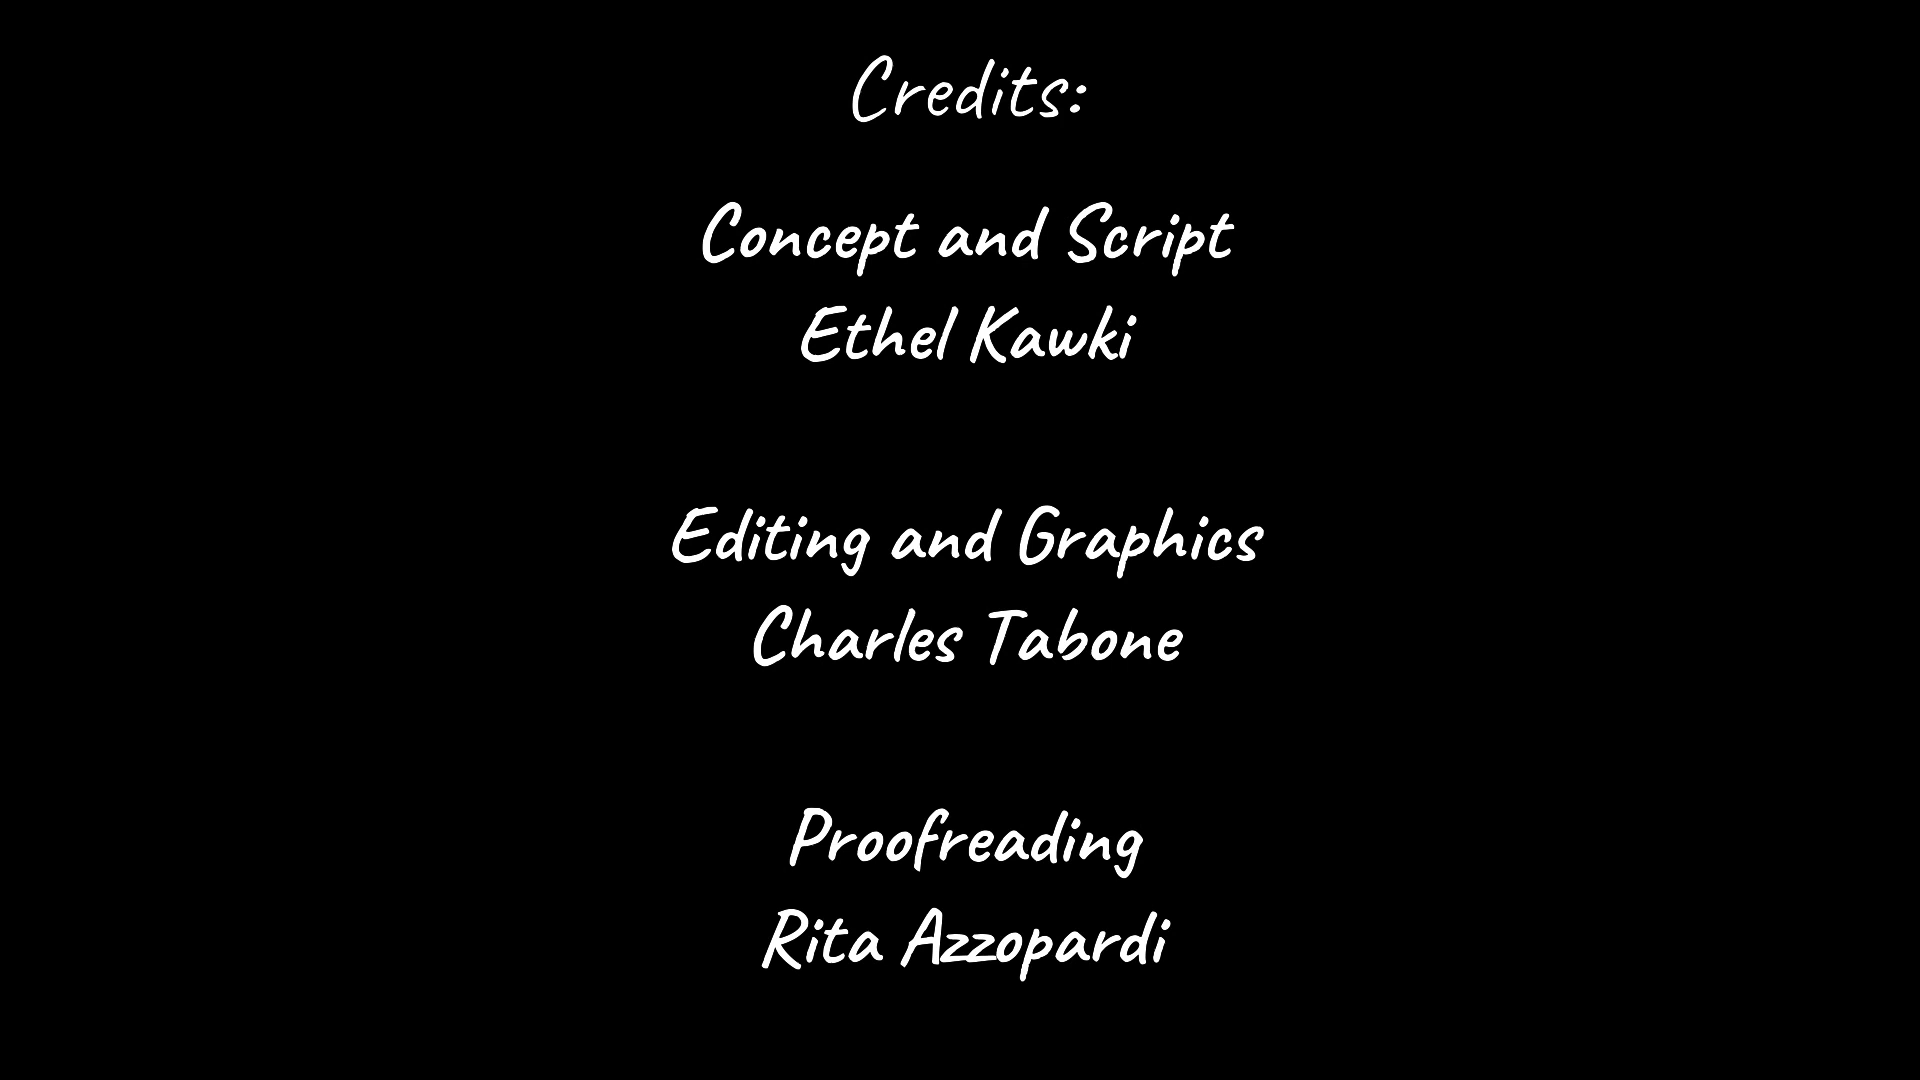 Credits:
Concept and Script
Ethel Kawki
Editing and Graphics
Charles Tabone
Proofreading
Rita Azzopardi